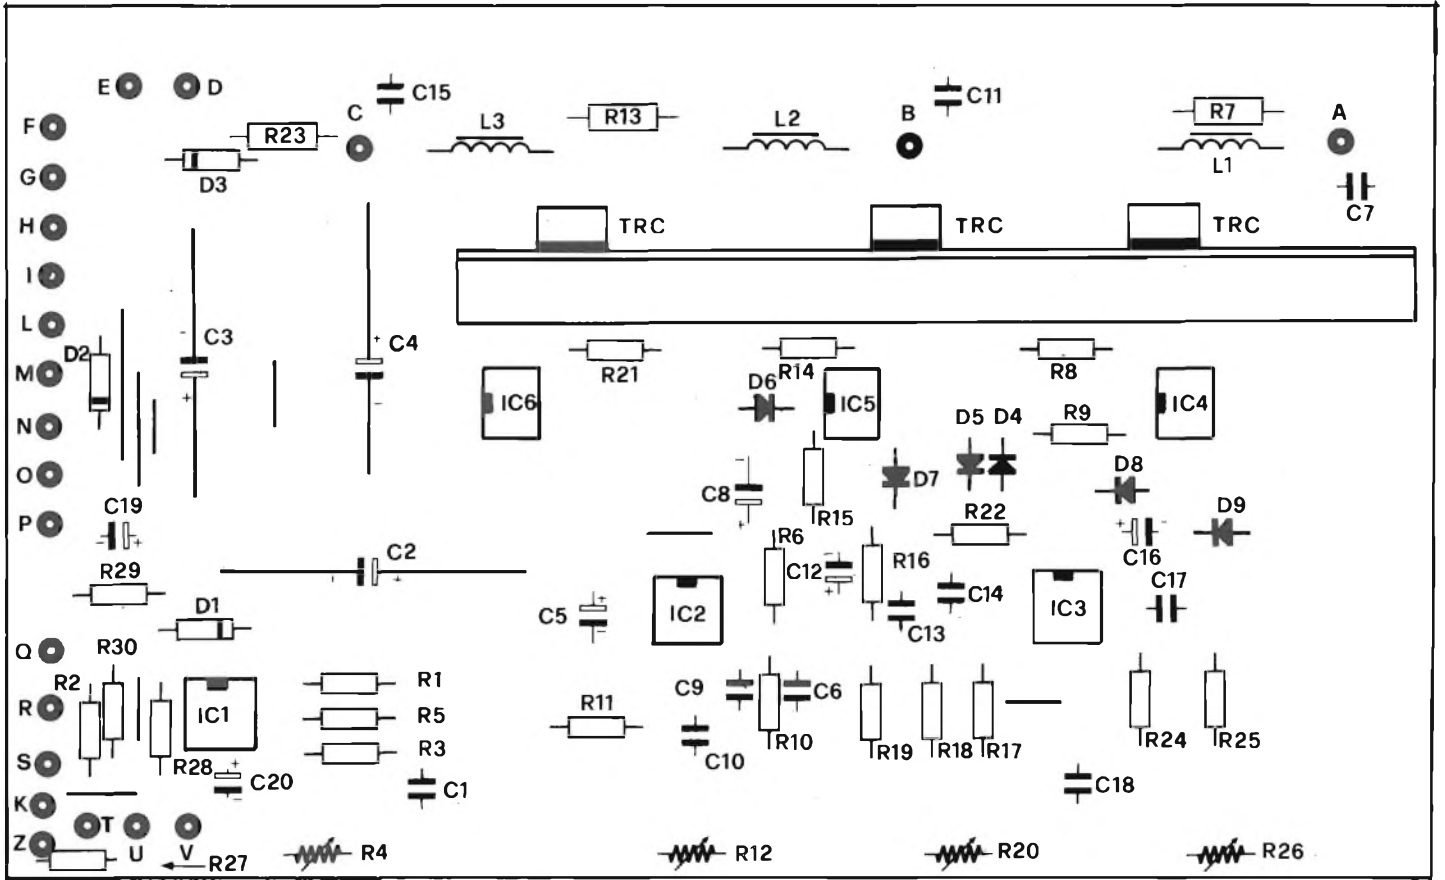 E D C15 C11
F R23 C L3 R13 L2 B R7 A
G D3 L1 C7
H TRC TRC TRC
I
L C3 - + C4
D2 R21 R14 R8
M D6
N + - IC6 IC5 D5 D4 R9 IC4
O - D8
C19 C8 D7 D9
P - + + R15 R22 + - C16
C2 R6 - R16
R29 + C12 + C14 C17
D1 C5 + - IC2 C13 IC3
Q R30
R2 R1 C9 C6
R IC1 R5 R11
S R28 R3 C10 R10 R19 R18 R17 R24 R25
+ - C20 C1 C18
K
T
Z U V R27 R4 R12 R20 R26